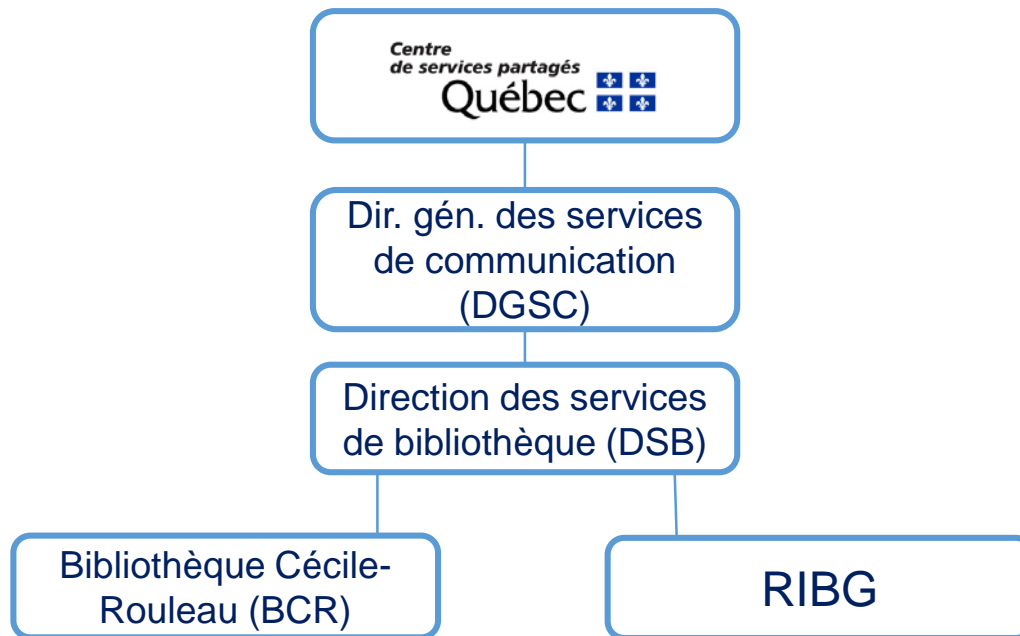 Centre
de services partagés
Québec
Dir. gén. des services
de communication
(DGSC)
Direction des services
de bibliothèque (DSB)
Bibliothèque Cécile-
Rouleau (BCR)
RIBG